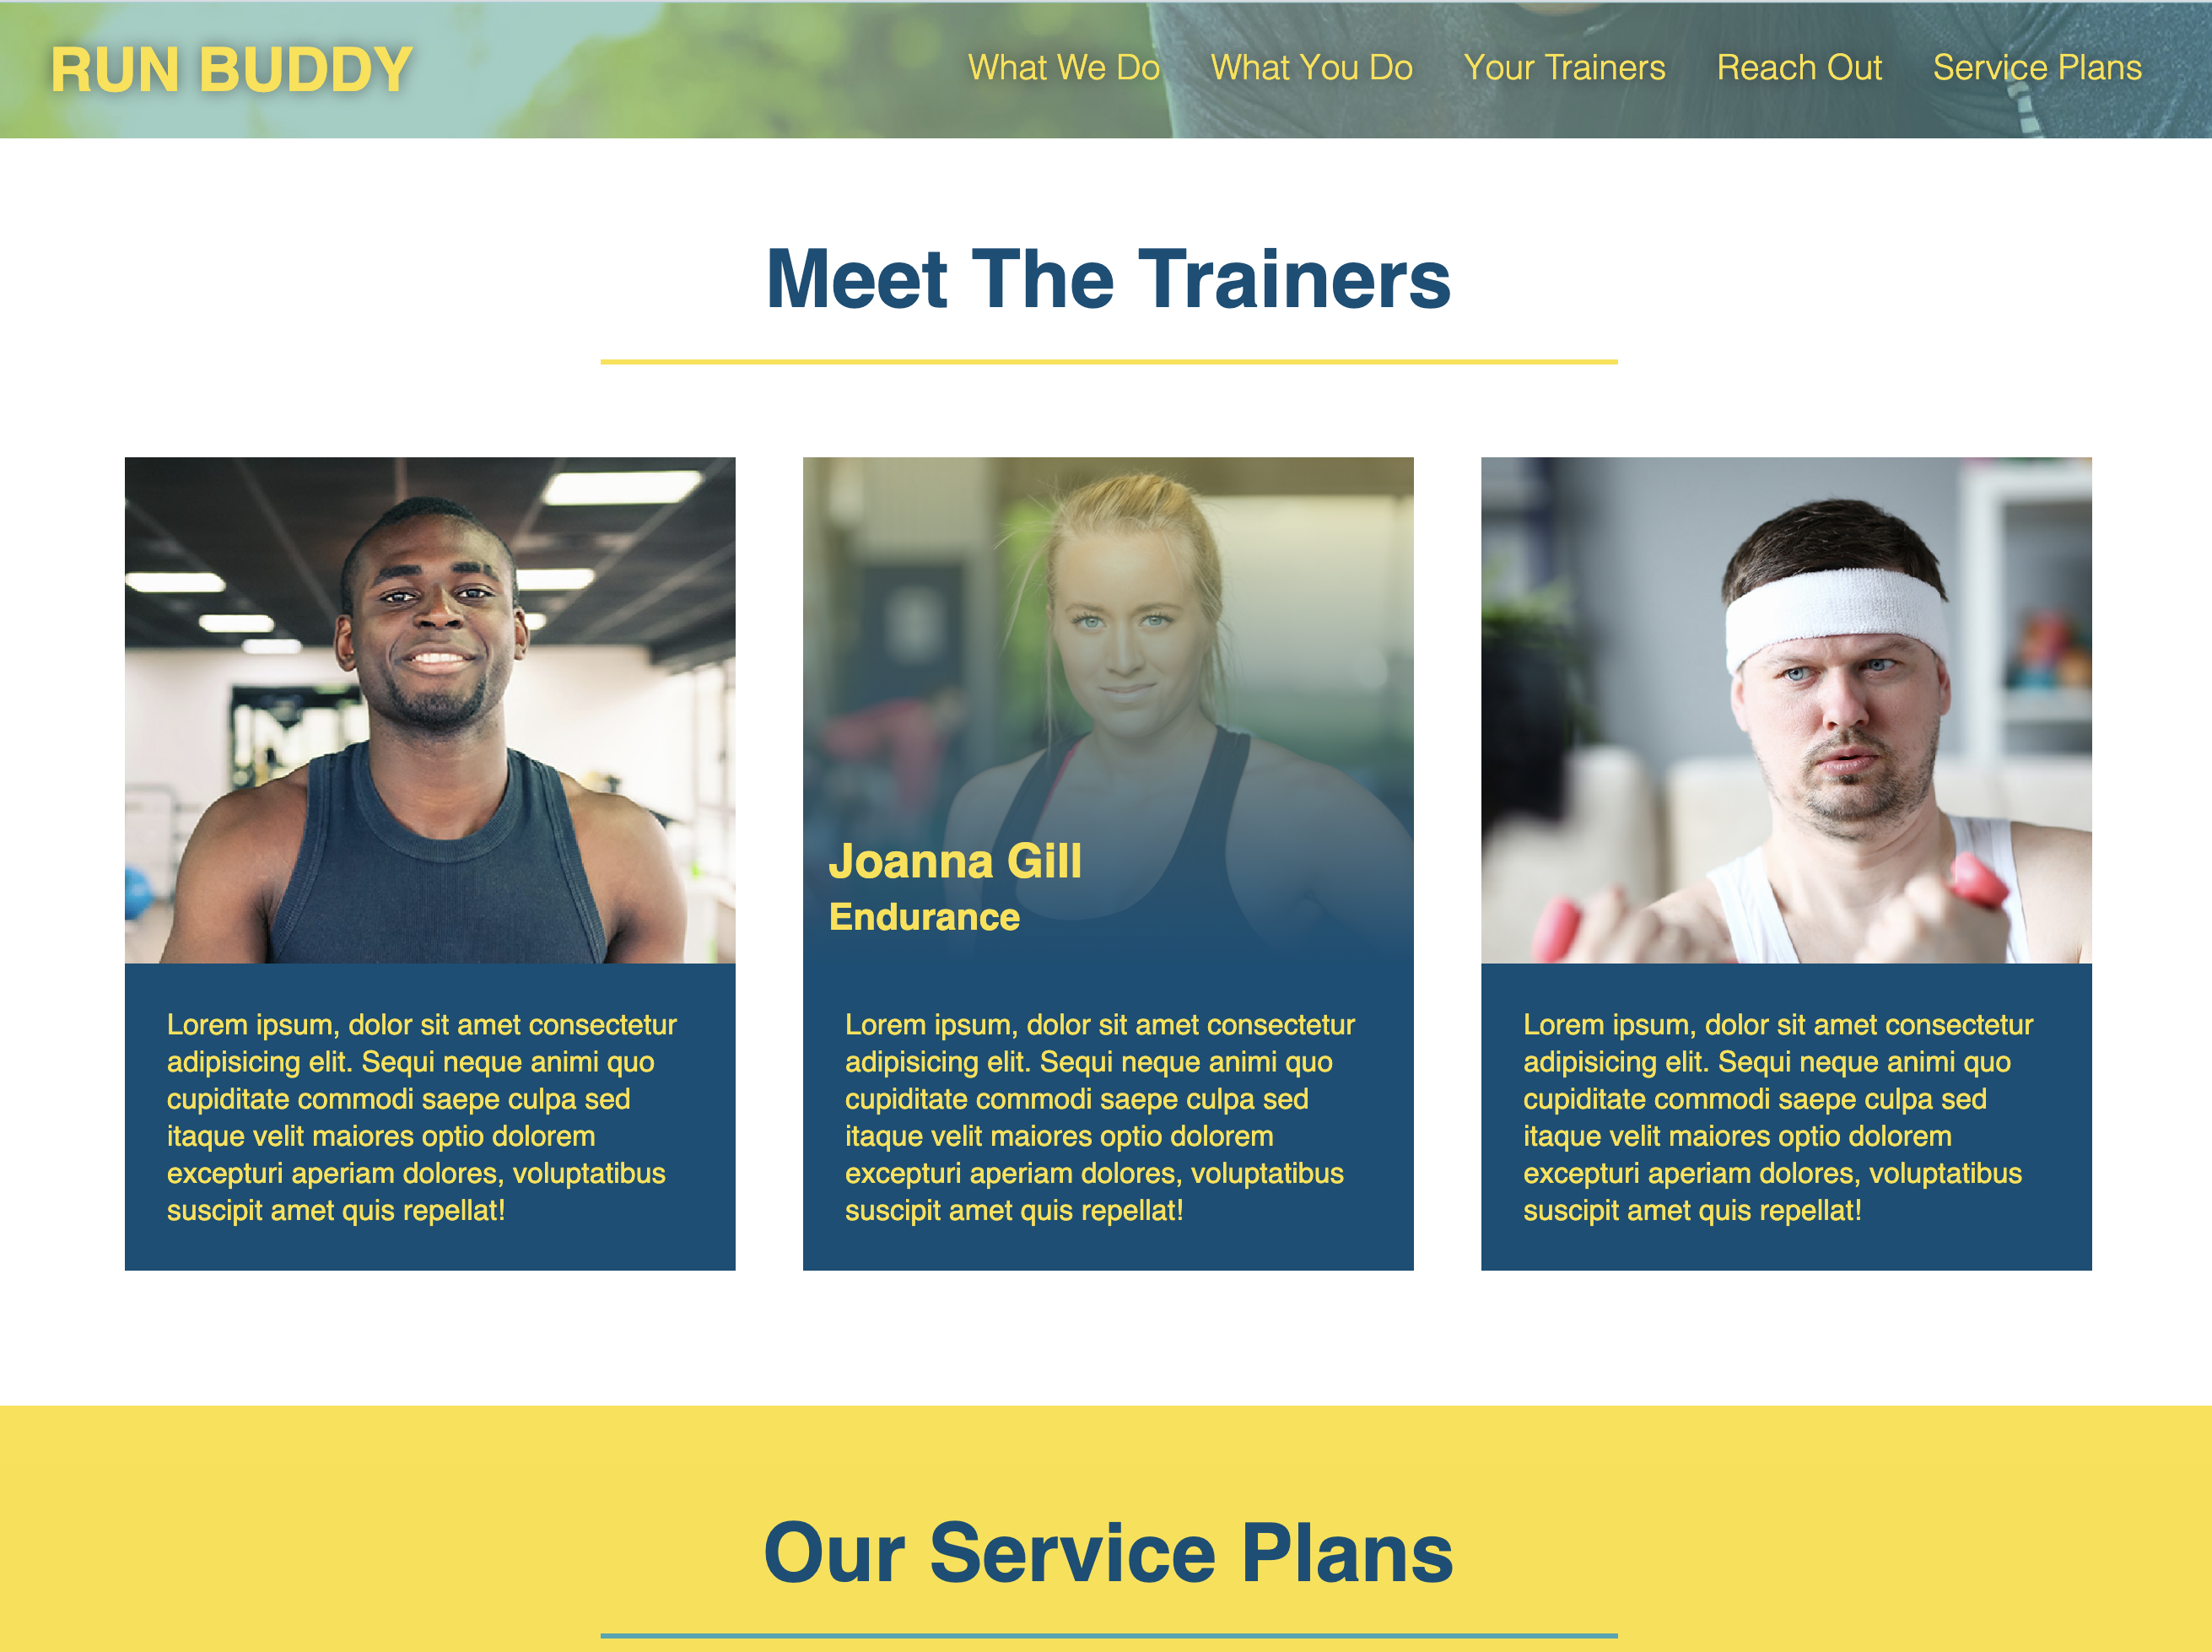 RUN BUDDY
What We Do What You Do Your Trainers Reach Out Service Plans
Meet The Trainers
Joanna Gill
Endurance
Lorem ipsum, dolor sit amet consectetur
adipisicing elit. Sequi neque animi quo
cupiditate commodi saepe culpa sed
itaque velit maiores optio dolorem
excepturi aperiam dolores, voluptatibus
suscipit amet quis repellat!
Lorem ipsum, dolor sit amet consectetur
adipisicing elit. Sequi neque animi quo
cupiditate commodi saepe culpa sed
itaque velit maiores optio dolorem
excepturi aperiam dolores, voluptatibus
suscipit amet quis repellat!
Lorem ipsum, dolor sit amet consectetur
adipisicing elit. Sequi neque animi quo
cupiditate commodi saepe culpa sed
itaque velit maiores optio dolorem
excepturi aperiam dolores, voluptatibus
suscipit amet quis repellat!
Our Service Plans